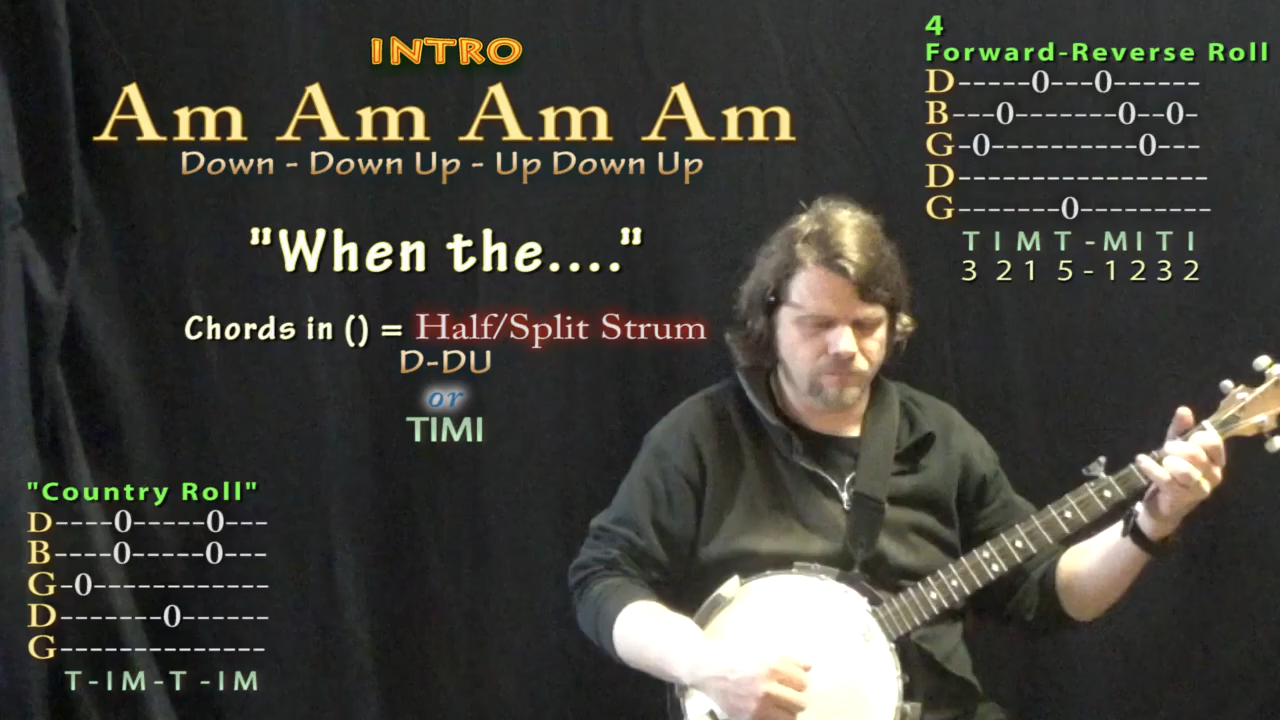 INTRO
Am Am Am Am
Down - Down Up - Up Down Up
"When the...."
Chords in () = Half/Split Strum
D-DU
or
TIMI
"Country Roll"
D----0-----0---
B----0-----0---
G-0-----------
D-------0------
G--------------
T-IM-T -IM
4
Forward-Reverse Roll
D-----0---0------
B---0-------0--0-
G-0----------0---
D-----------------
G-------0---------
T I M T - M I T I
3 2 1 5 - 1 2 3 2